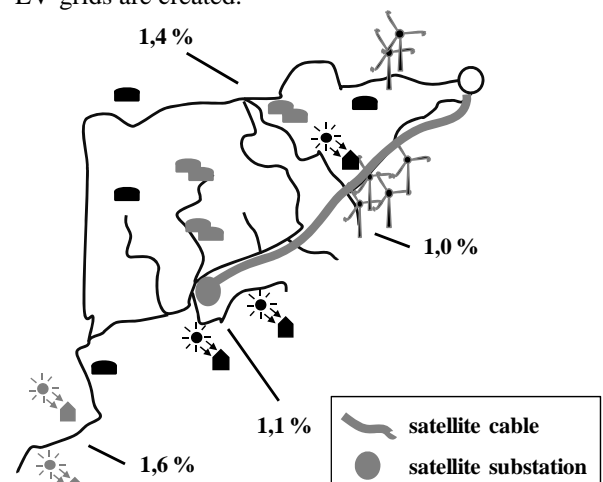 LV grids are created.
1,4 %
1,0 %
1,1 %
1,6 %
satellite cable
satellite substation